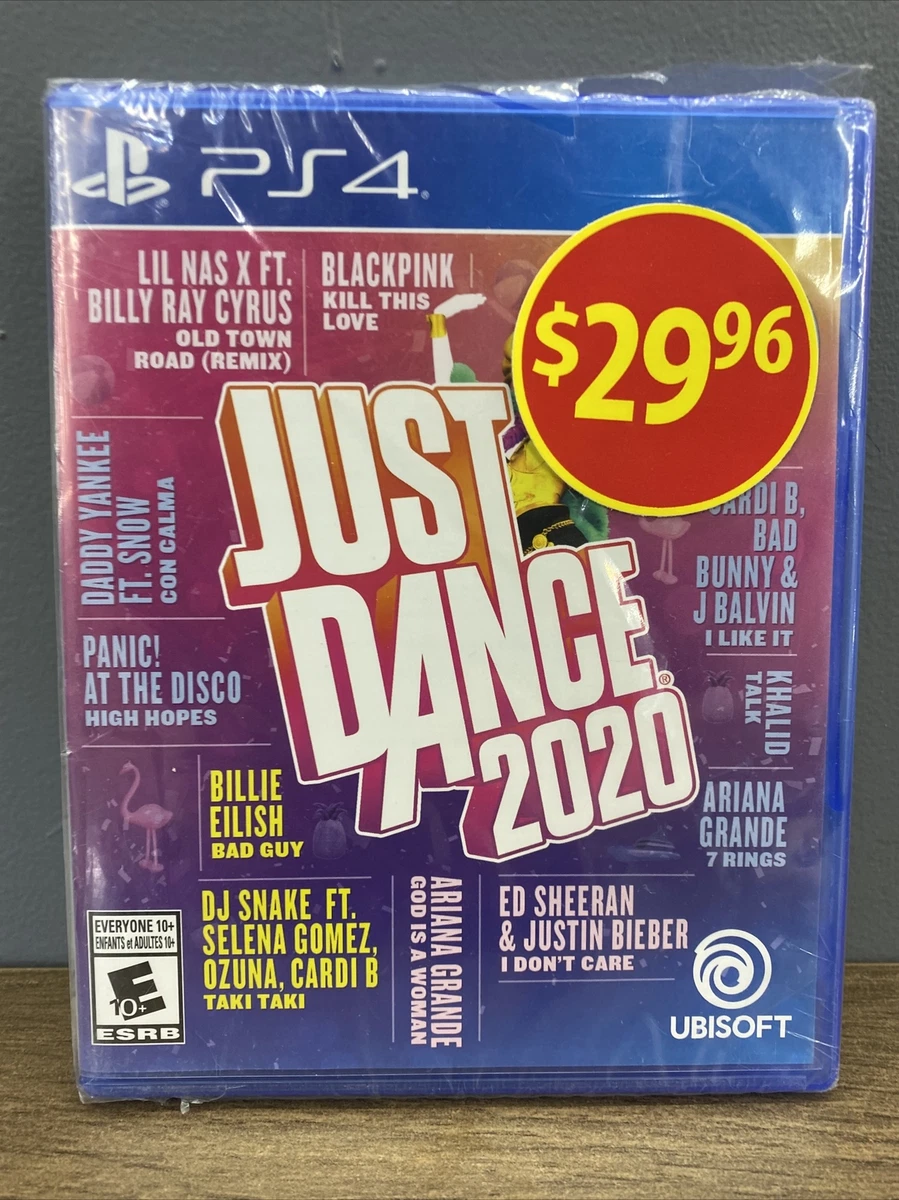 PS4
LIL NAS X FT.
BILLY RAY CYRUS
OLD TOWN
ROAD (REMIX)
BLACKPINK
KILL THIS
LOVE
$29.96
JUST
DANCE
2020
DADDY YANKEE
FT. SNOW
CON CALMA
CARDI B,
BAD
BUNNY &
J BALVIN
I LIKE IT
PANIC!
AT THE DISCO
HIGH HOPES
KHALID
TALK
BILLIE
EILISH
BAD GUY
ARIANA
GRANDE
7 RINGS
DJ SNAKE FT.
SELENA GOMEZ,
OZUNA, CARDI B
TAKI TAKI
ARIANA GRANDE
GOD IS A WOMAN
ED SHEERAN
& JUSTIN BIEBER
I DON'T CARE
EVERYONE 10+
ENFANTS et ADULTES 10+
E
10+
ESRB
UBISOFT